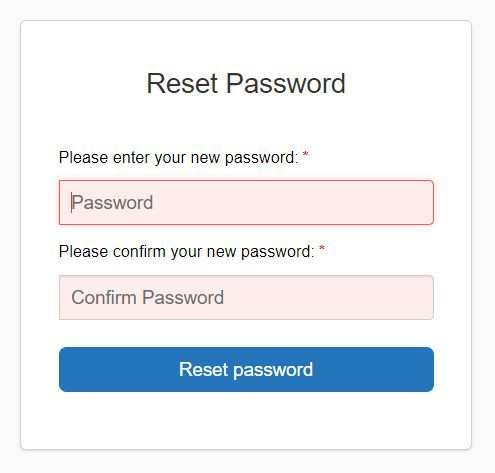 Reset Password
Please enter your new password: *
Password
Please confirm your new password: *
Confirm Password
Reset password